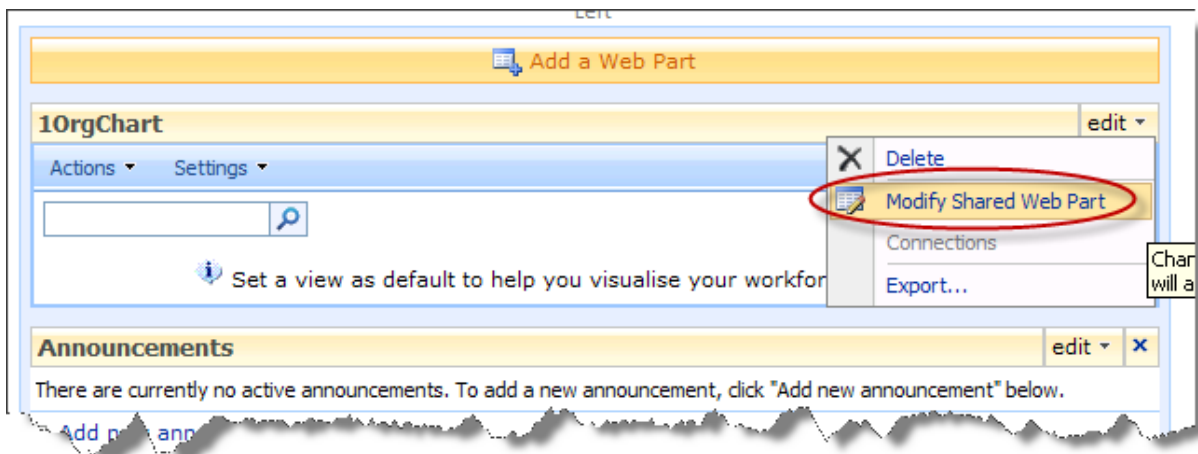 Left
Add a Web Part
1OrgChart
edit
Actions
Settings
Delete
Modify Shared Web Part
Connections
Export...
Set a view as default to help you visualise your
will a
Announcements
edit
There are currently no active announcements. To add a new announcement, click "Add new announcement" below.
Add